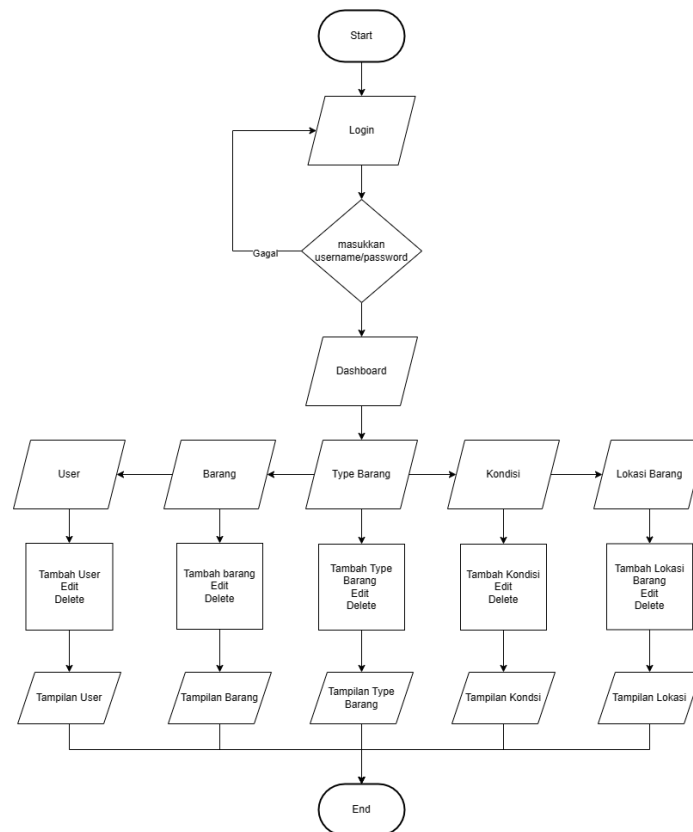 Start
Login
masukkan
username/password
Gagal
Dashboard
User
Barang
Type Barang
Kondisi
Lokasi Barang
Tambah User
Edit
Delete
Tambah barang
Edit
Delete
Tambah Type
Barang
Edit
Delete
Tambah Kondisi
Edit
Delete
Tambah Lokasi
Barang
Edit
Delete
Tampilan User
Tampilan Barang
Tampilan Type
Barang
Tampilan Kondsi
Tampilan Lokasi
End